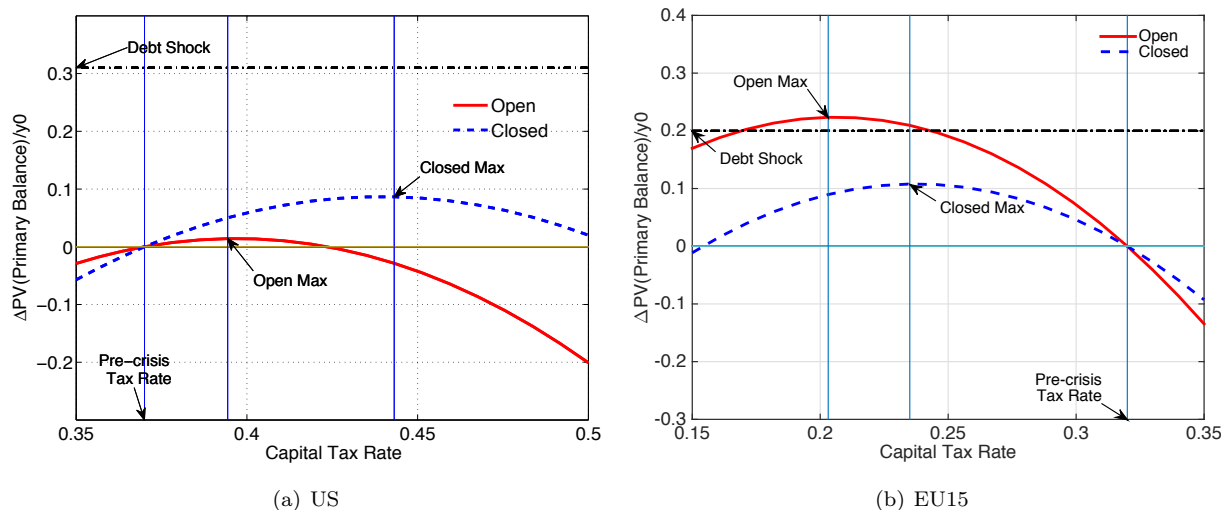 Debt Shock
0.3
0.2
0.1
0
−0.1
−0.2
ΔPV(Primary Balance)/y0
Open
Closed
Closed Max
Open Max
Pre−crisis
Tax Rate
0.35
0.4
0.45
0.5
Capital Tax Rate
(a) US
0.4
0.3
0.2
0.1
0
-0.1
-0.2
-0.3
ΔPV(Primary Balance)/y0
Open
Closed
Open Max
Debt Shock
Closed Max
Pre-crisis
Tax Rate
0.15
0.2
0.25
0.3
0.35
Capital Tax Rate
(b) EU15